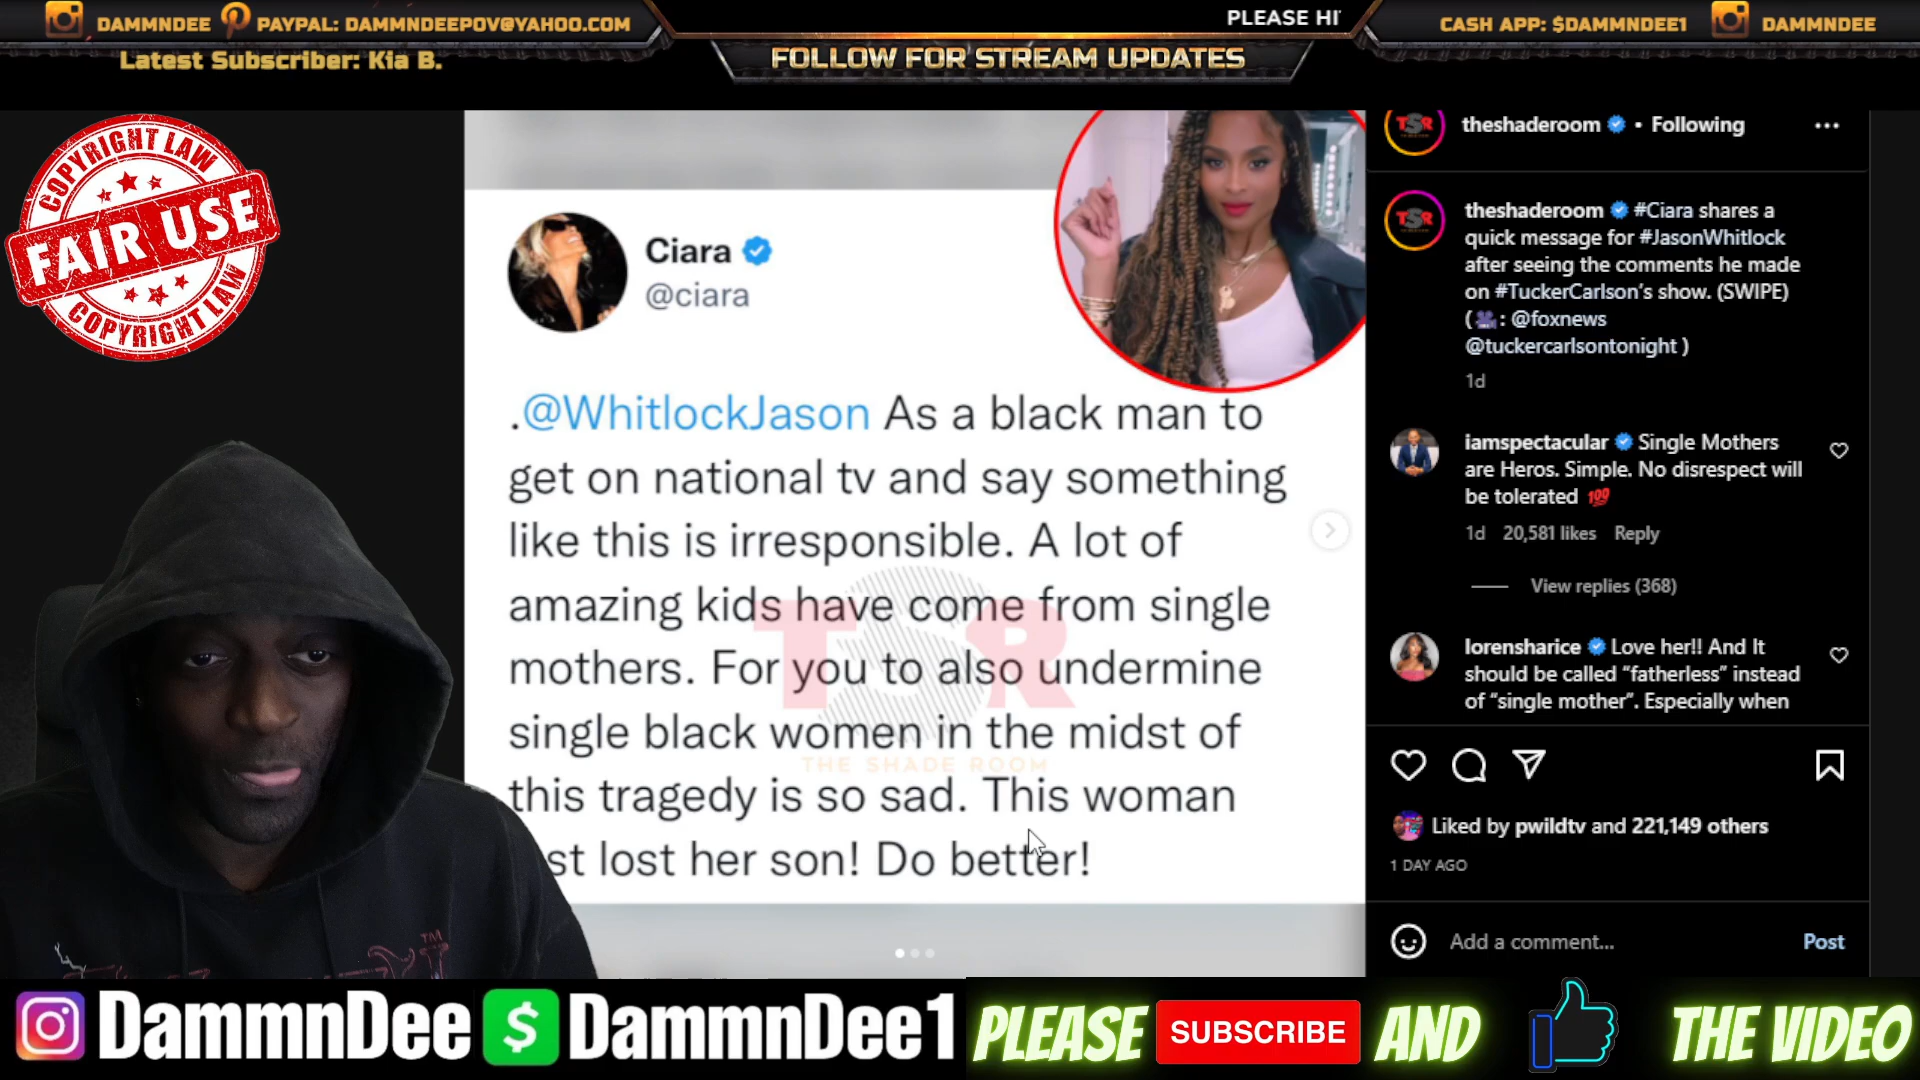 DAMMNDEE
PAYPAL: DAMMNDEEPOV@YAHOO.COM
PLEASE HI
CASH APP: $DAMMNDEE1
DAMMNDEE
Latest Subscriber: Kia B.
FOLLOW FOR STREAM UPDATES
COPYRIGHT LAW
FAIR USE
COPYRIGHT LAW
Ciara
@ciara
.@WhitlockJason As a black man to
get on national tv and say something
like this is irresponsible. A lot of
amazing kids have come from single
mothers. For you to also undermine
single black women in the midst of
this tragedy is so sad. This woman
st lost her son! Do better!
TSR
THE SHADE ROOM
TSR
theshaderoom • Following
TSR
theshaderoom #Ciara shares a
quick message for #JasonWhitlock
after seeing the comments he made
on #TuckerCarlson's show. (SWIPE)
(🎥: @foxnews
@tuckercarlsontonight )
1d
iamspectacular Single Mothers
are Heros. Simple. No disrespect will
be tolerated 💯
1d 20,581 likes Reply
View replies (368)
lorensharice Love her!! And It
should be called “fatherless” instead
of “single mother”. Especially when
Liked by pwildtv and 221,149 others
1 DAY AGO
Add a comment... Post
DammnDee
$ DammnDee1
PLEASE SUBSCRIBE AND THE VIDEO